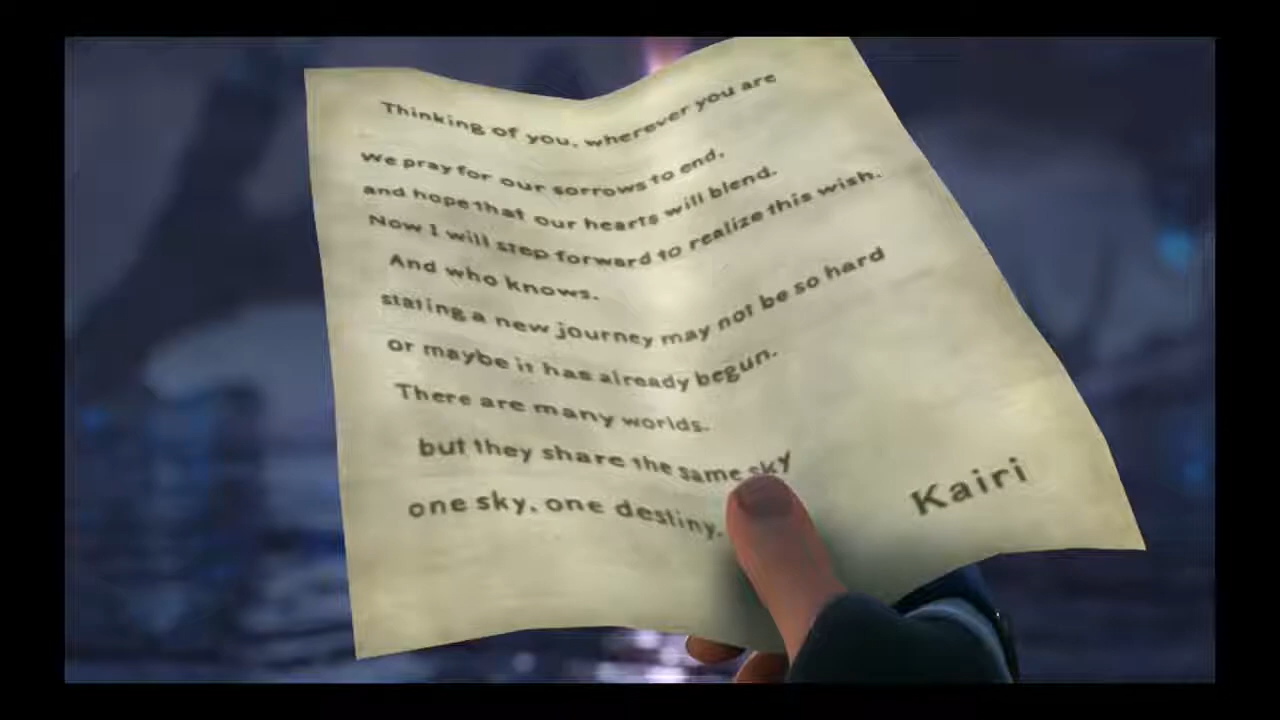 Thinking of you, wherever you are
We pray for our sorrows to end,
and hope that our hearts will blend.
Now I will step forward to realize this wish.
And who knows.
stating a new journey may not be so hard
or maybe it has already begun.
There are many worlds.
but they share the same sky
one sky, one destiny.
Kairi